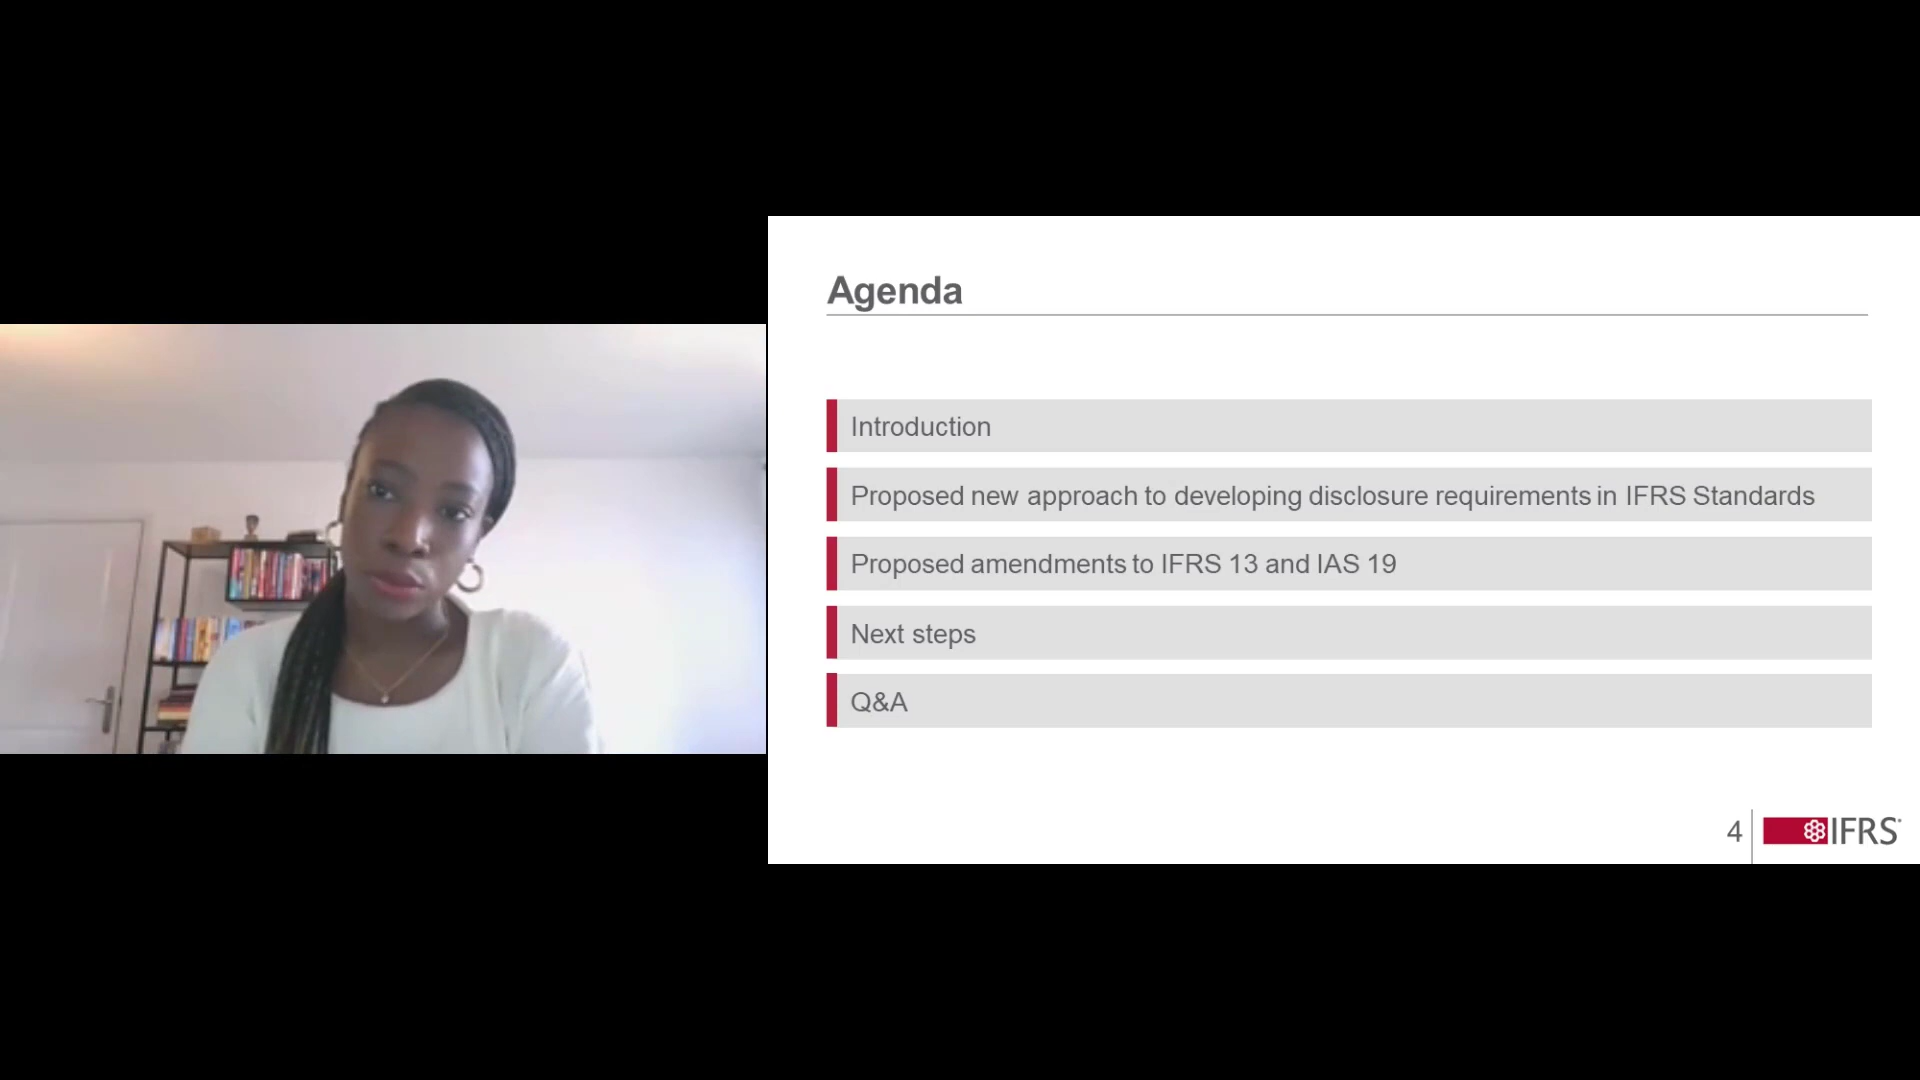 Agenda
Introduction
Proposed new approach to developing disclosure requirements in IFRS Standards
Proposed amendments to IFRS 13 and IAS 19
Next steps
Q&A
4
IFRS®